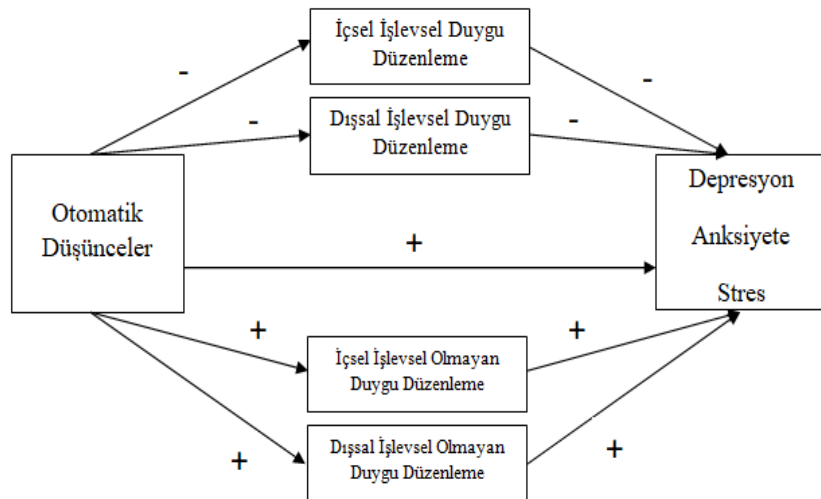 İçsel İşlevsel Duygu
Düzenleme
-
-
-
-
Dışsal İşlevsel Duygu
Düzenleme
Otomatik
Düşünceler
+
Depresyon
Anksiyete
Stres
+
+
İçsel İşlevsel Olmayan
Duygu Düzenleme
+
+
Dışsal İşlevsel Olmayan
Duygu Düzenleme